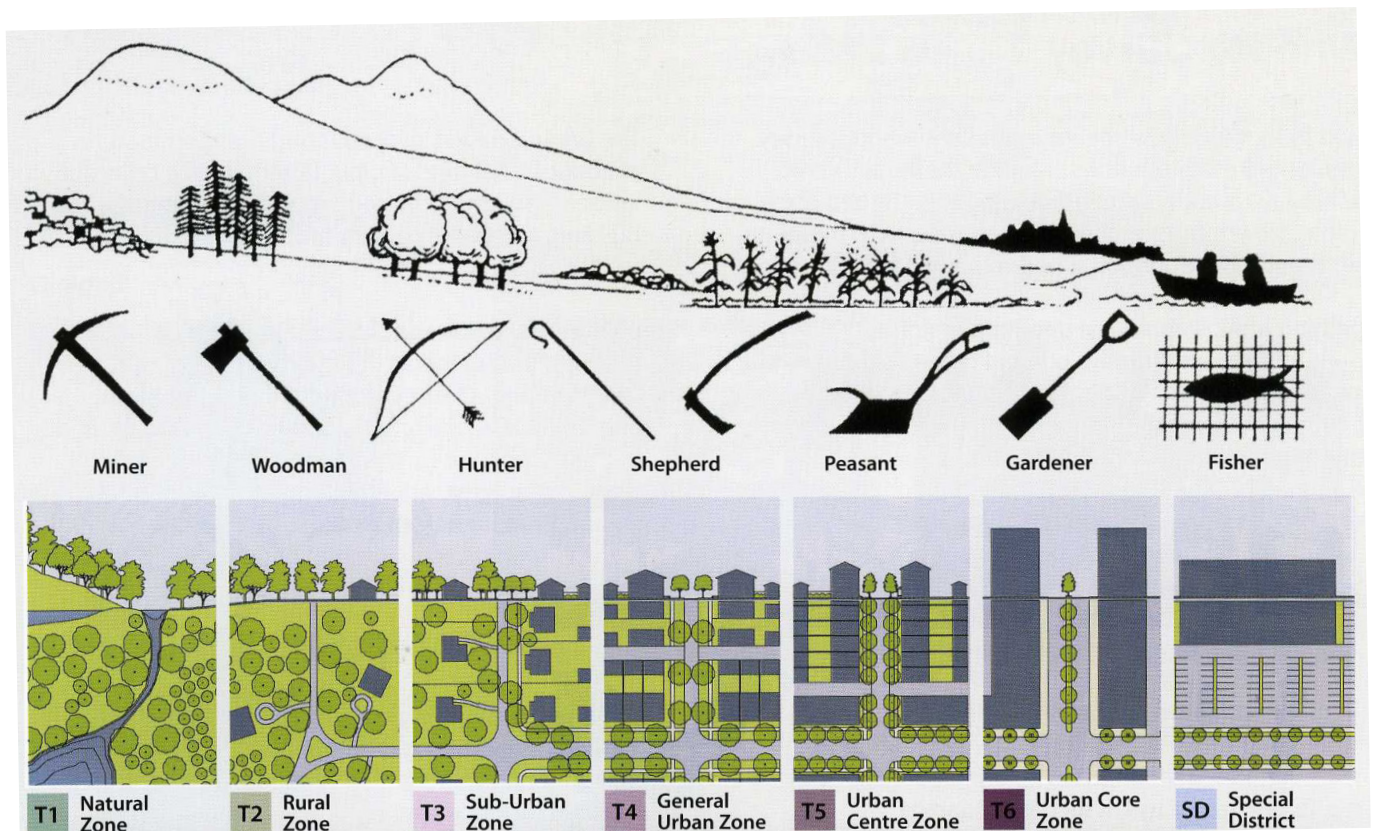 Miner Woodman Hunter Shepherd Peasant Gardener Fisher
T1 Natural
Zone
T2 Rural
Zone
T3 Sub-Urban
Zone
T4 General
Urban Zone
T5 Urban
Centre Zone
T6 Urban Core
Zone
SD Special
District